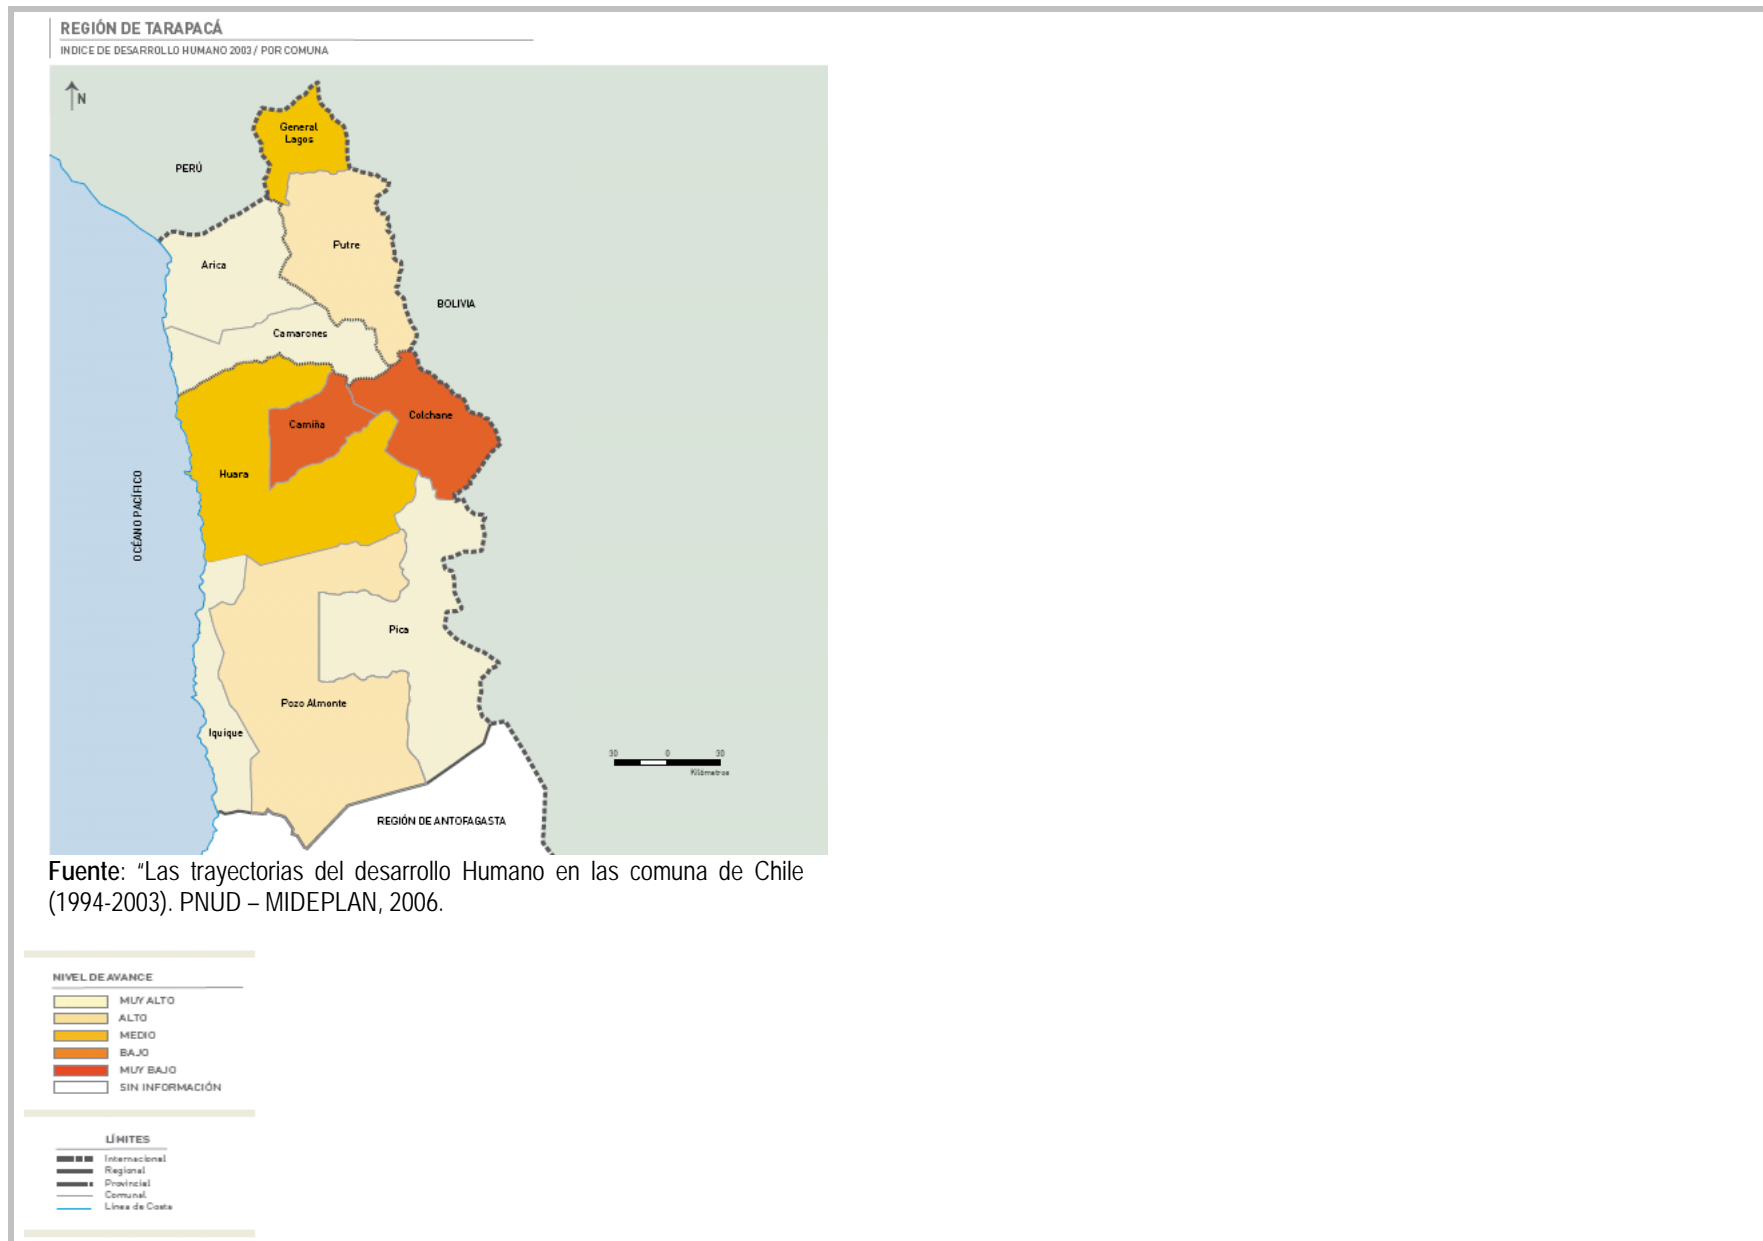 REGIÓN DE TARAPACÁ
INDICE DE DESARROLLO HUMANO 2003 / POR COMUNA
N
General
Lagos
PERÚ
Putre
Arica
BOLIVIA
Camarones
Colchane
Camiña
Huara
OCÉANO PACÍFICO
Pica
Pozo Almonte
Iquique
30 0 30
Kilómetros
REGIÓN DE ANTOFAGASTA
Fuente: “Las trayectorias del desarrollo Humano en las comuna de Chile
(1994-2003). PNUD – MIDEPLAN, 2006.
NIVEL DE AVANCE
MUY ALTO
ALTO
MEDIO
BAJO
MUY BAJO
SIN INFORMACIÓN
LÍMITES
Internacional
Regional
Provincial
Comunal
Línea de Costa